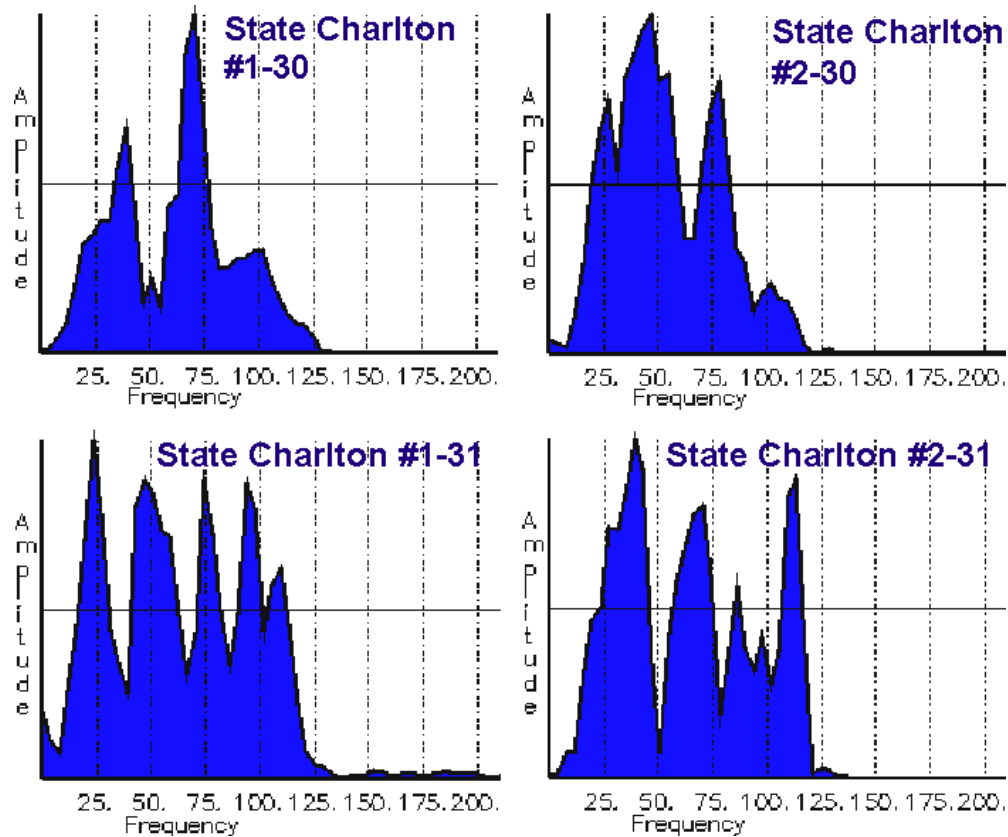 State Charlton
#1-30
Amplitude
25. 50. 75. 100. 125. 150. 175. 200.
Frequency
State Charlton
#2-30
Amplitude
25. 50. 75. 100. 125. 150. 175. 200.
Frequency
State Charlton #1-31
Amplitude
25. 50. 75. 100. 125. 150. 175. 200.
Frequency
State Charlton #2-31
Amplitude
25. 50. 75. 100. 125. 150. 175. 200.
Frequency